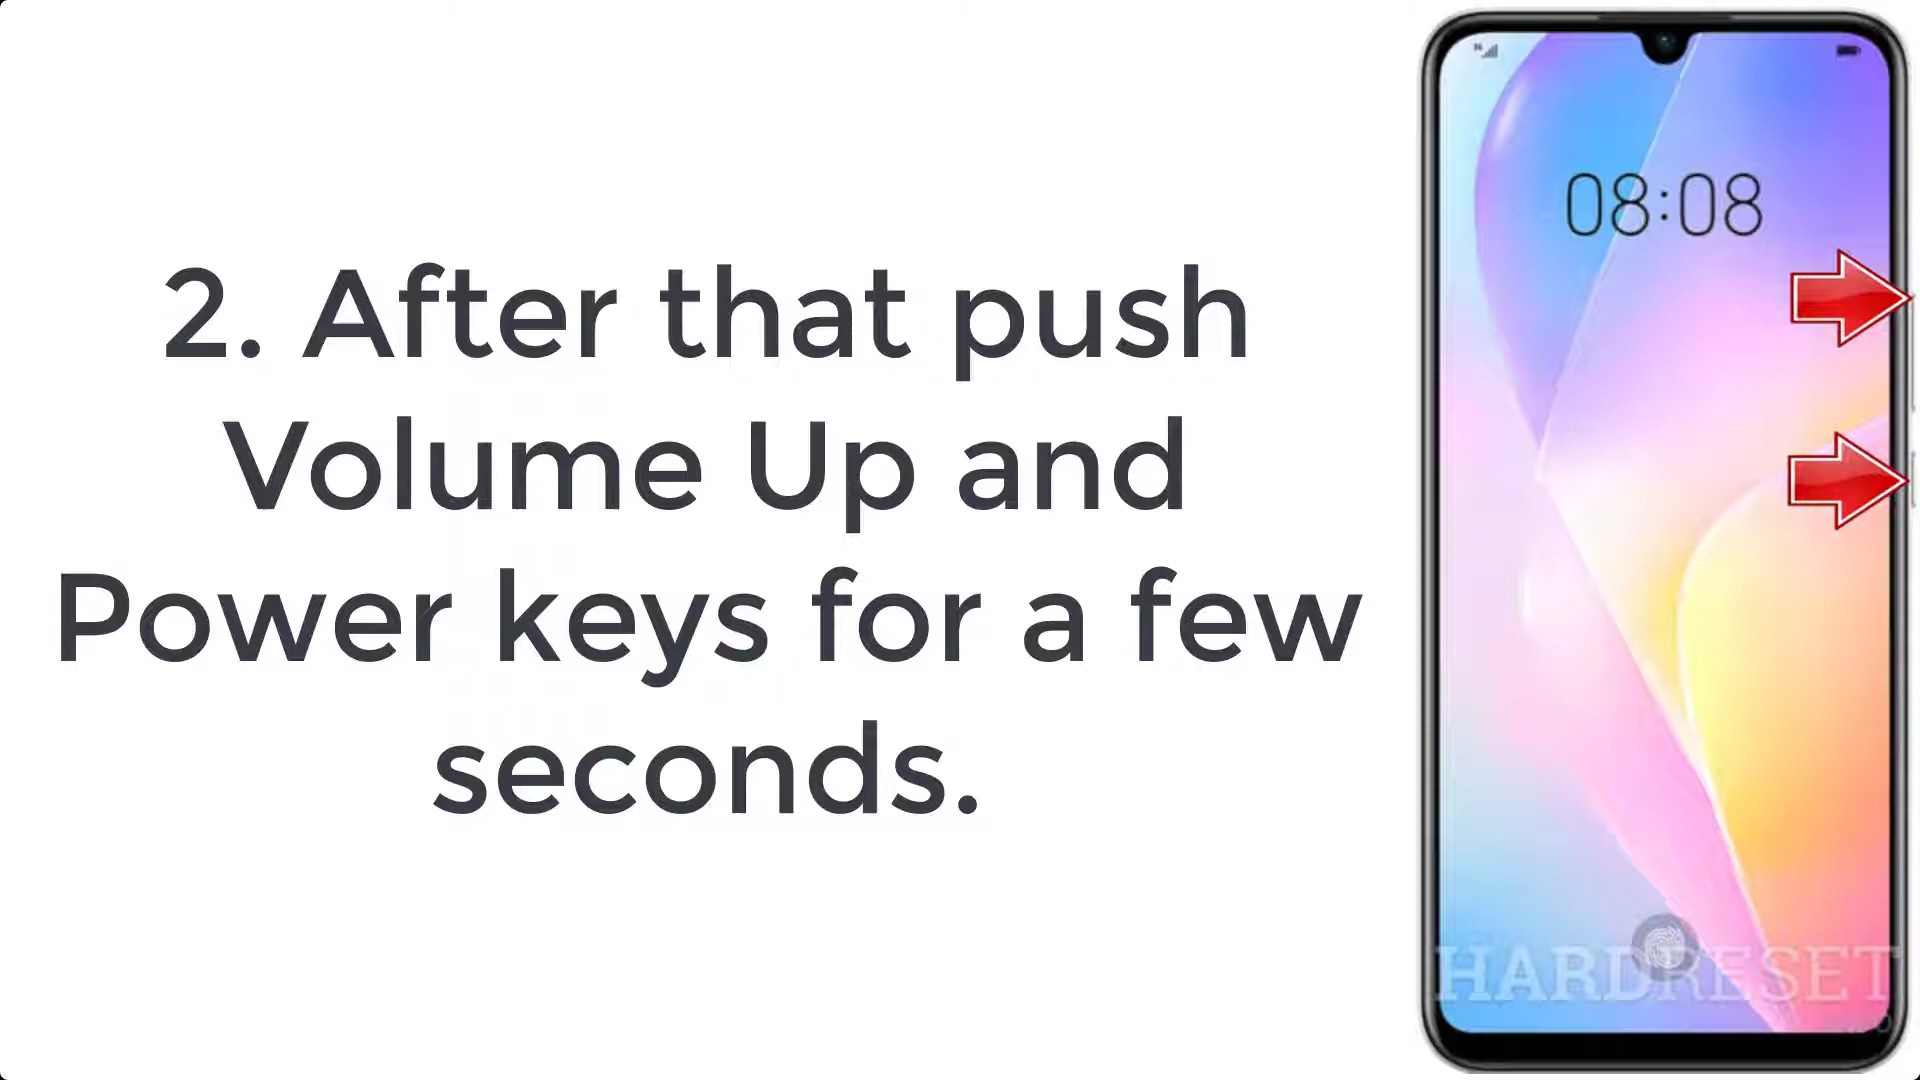 2. After that push
Volume Up and
Power keys for a few
seconds.
08:08
HARDRESET